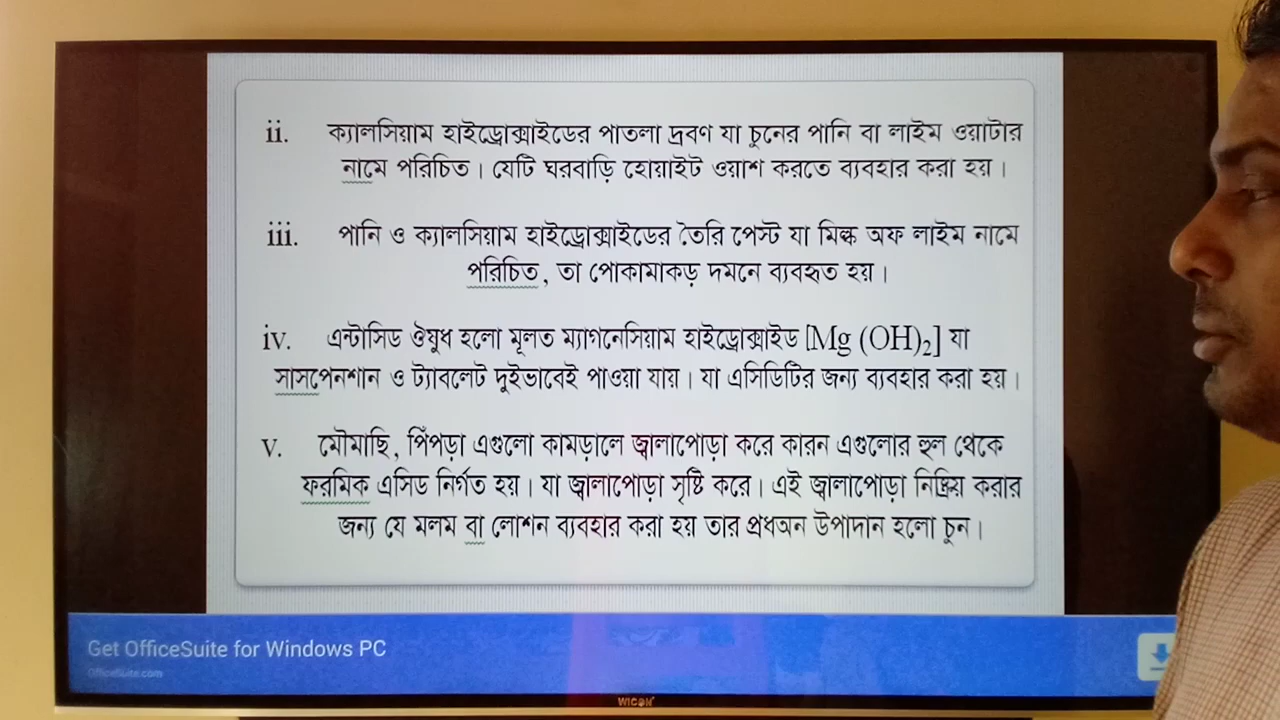 ii. ক্যালসিয়াম হাইড্রোক্সাইডের পাতলা দ্রবণ যা চুনের পানি বা লাইম ওয়াটার
নামে পরিচিত। যেটি ঘরবাড়ি হোয়াইট ওয়াশ করতে ব্যবহার করা হয়।
iii. পানি ও ক্যালসিয়াম হাইড্রোক্সাইডের তৈরি পেস্ট যা মিল্ক অফ লাইম নামে
পরিচিত, তা পোকামাকড় দমনে ব্যবহৃত হয়।
iv. এন্টাসিড ঔষুধ হলো মূলত ম্যাগনেসিয়াম হাইড্রোক্সাইড [Mg (OH)₂] যা
সাসপেনশান ও ট্যাবলেট দুইভাবেই পাওয়া যায়। যা এসিডিটির জন্য ব্যবহার করা হয়।
v. মৌমাছি, পিঁপড়া এগুলো কামড়ালে জ্বালাপোড়া করে কারন এগুলোর হুল থেকে
ফরমিক এসিড নির্গত হয়। যা জ্বালাপোড়া সৃষ্টি করে। এই জ্বালাপোড়া নিষ্ক্রিয় করার
জন্য যে মলম বা লোশন ব্যবহার করা হয় তার প্রধঅন উপাদান হলো চুন।
Get OfficeSuite for Windows PC
OfficeSuite.com
WICON